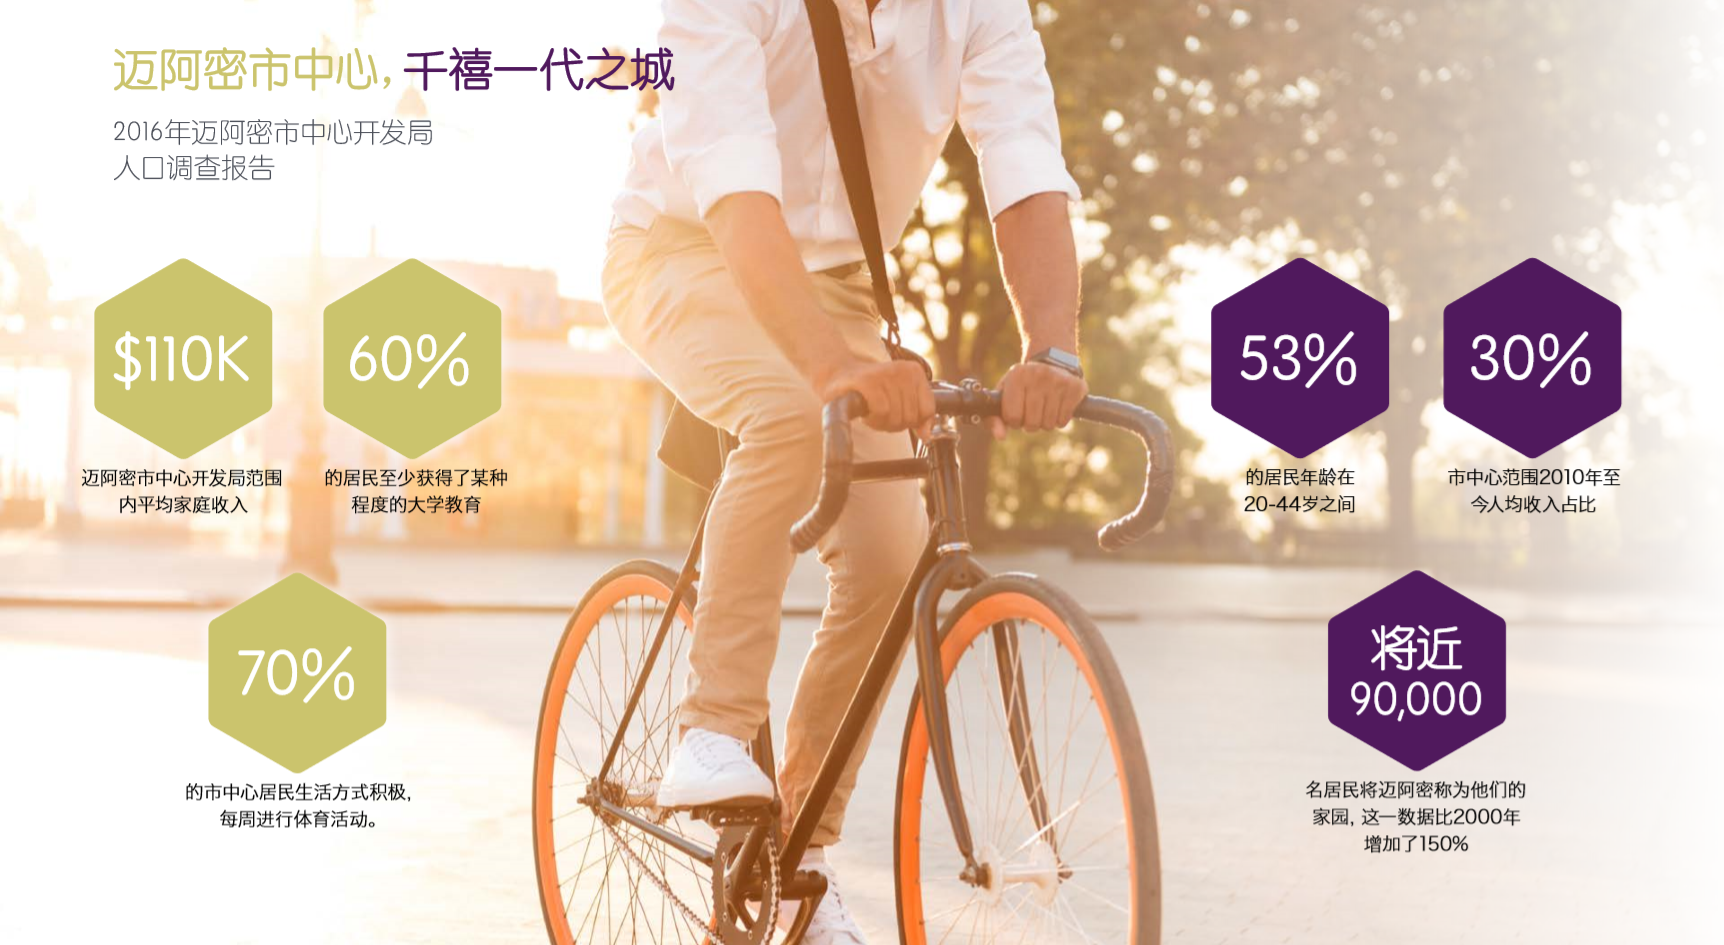 迈阿密市中心，千禧一代之城
2016年迈阿密市中心开发局
人口调查报告
$110K
迈阿密市中心开发局范围
内平均家庭收入
60%
的居民至少获得了某种
程度的大学教育
70%
的市中心居民生活方式积极，
每周进行体育活动。
53%
的居民年龄在
20-44岁之间
30%
市中心范围2010年至
今人均收入占比
将近
90,000
名居民将迈阿密称为他们的
家园，这一数据比2000年
增加了150%